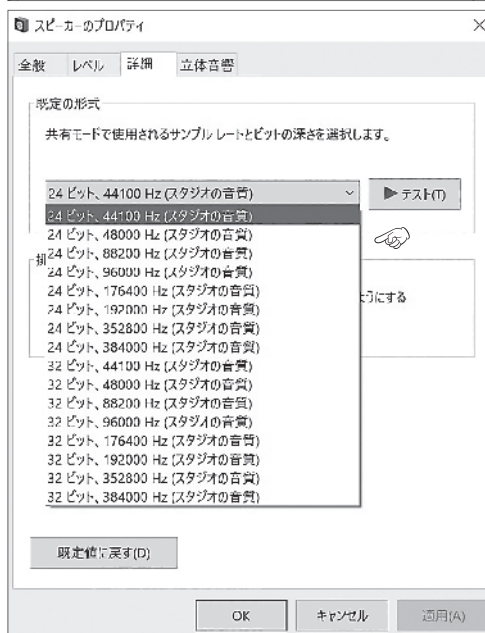 スピーカーのプロパティ
全般 レベル 詳細 立体音響
既定の形式
共有モードで使用されるサンプル レートとビットの深さを選択します。
24 ビット、44100 Hz (スタジオの音質)
▶ テスト(T)
24 ビット、44100 Hz (スタジオの音質)
24 ビット、48000 Hz (スタジオの音質)
24 ビット、88200 Hz (スタジオの音質)
24 ビット、96000 Hz (スタジオの音質)
24 ビット、176400 Hz (スタジオの音質)
24 ビット、192000 Hz (スタジオの音質)
24 ビット、352800 Hz (スタジオの音質)
24 ビット、384000 Hz (スタジオの音質)
32 ビット、44100 Hz (スタジオの音質)
32 ビット、48000 Hz (スタジオの音質)
32 ビット、88200 Hz (スタジオの音質)
32 ビット、96000 Hz (スタジオの音質)
32 ビット、176400 Hz (スタジオの音質)
32 ビット、192000 Hz (スタジオの音質)
32 ビット、352800 Hz (スタジオの音質)
32 ビット、384000 Hz (スタジオの音質)
ようにする
既定値に戻す(D)
OK キャンセル 適用(A)